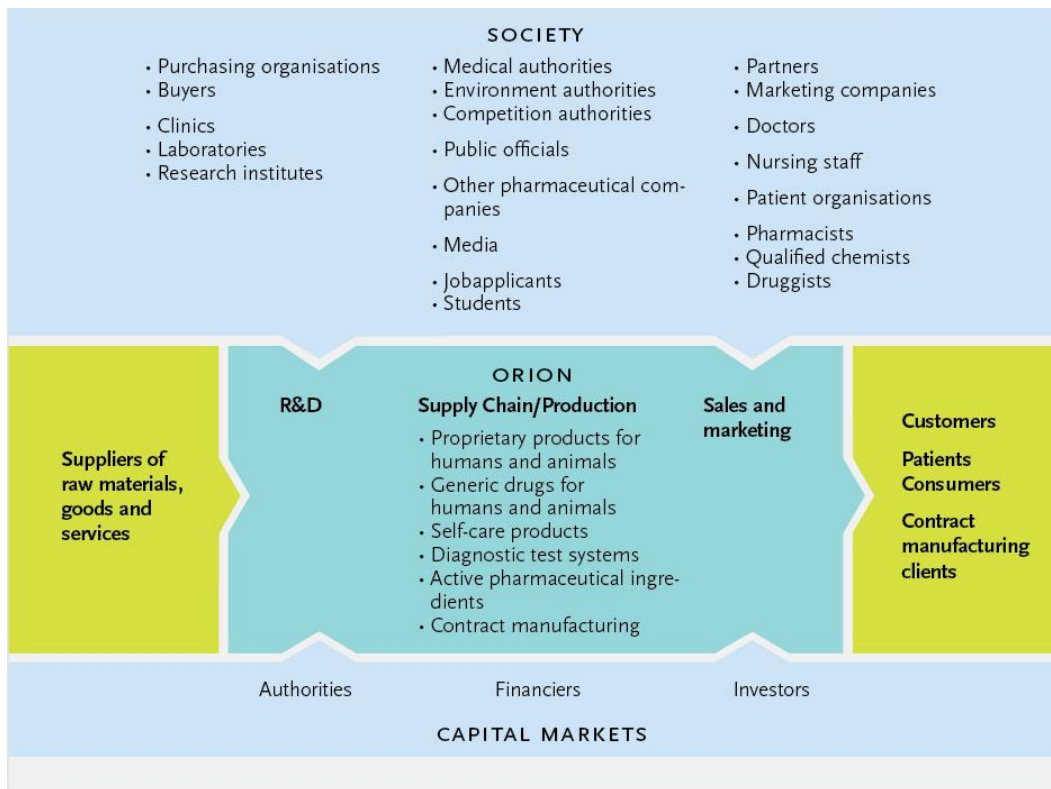 SOCIETY
• Purchasing organisations
• Buyers
• Clinics
• Laboratories
• Research institutes
• Medical authorities
• Environment authorities
• Competition authorities
• Public officials
• Other pharmaceutical com-
panies
• Media
• Jobapplicants
• Students
• Partners
• Marketing companies
• Doctors
• Nursing staff
• Patient organisations
• Pharmacists
• Qualified chemists
• Druggists
Suppliers of
raw materials,
goods and
services
ORION
R&D
Supply Chain/Production
• Proprietary products for
humans and animals
• Generic drugs for
humans and animals
• Self-care products
• Diagnostic test systems
• Active pharmaceutical ingre-
dients
• Contract manufacturing
Sales and
marketing
Customers
Patients
Consumers
Contract
manufacturing
clients
Authorities
Financiers
Investors
CAPITAL MARKETS